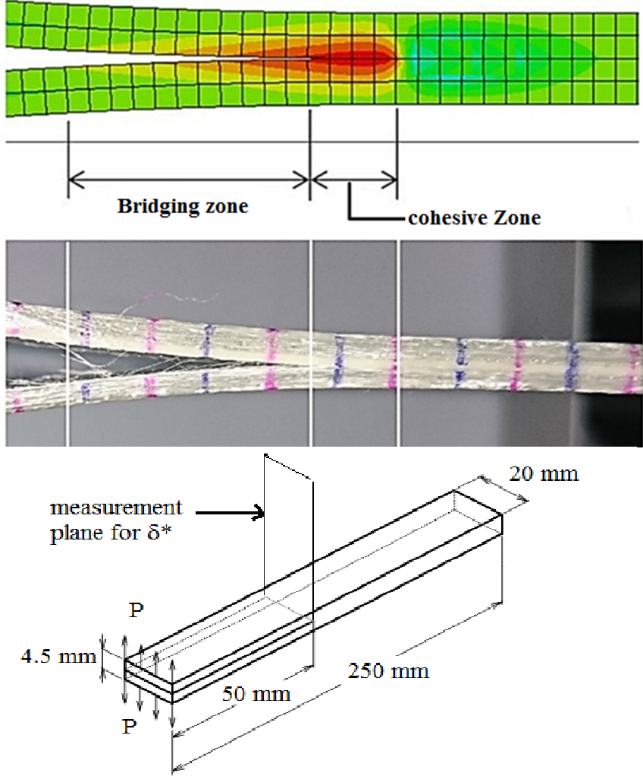 Bridging zone
cohesive Zone
measurement
plane for δ*
20 mm
P
4.5 mm
P
50 mm
250 mm